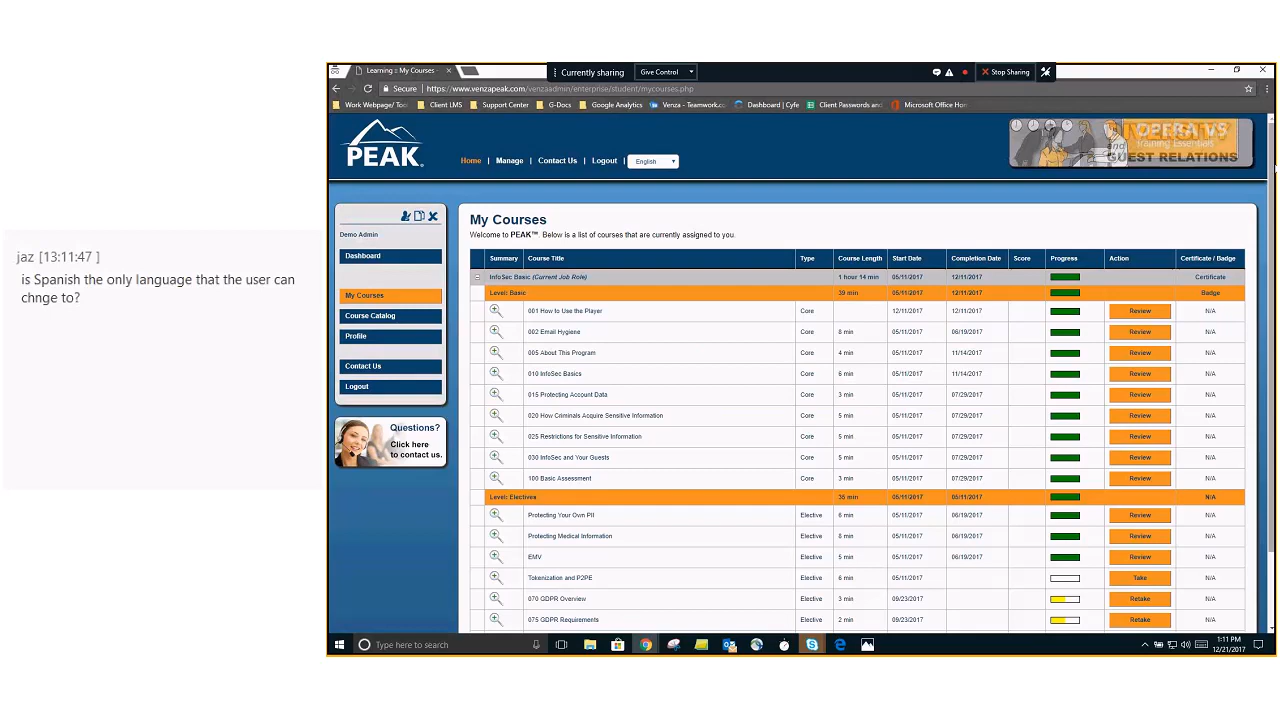 jaz [13:11:47 ]
is Spanish the only language that the user can
chnge to?
Learning :: My Courses
Currently sharing
Give Control
Stop Sharing
Secure | https://www.venzapeak.com/venzaadmin/enterprise/student/mycourses.php
Work Webpage/ Too
Client LMS
Support Center
G-Docs
Google Analytics
Venza - Teamwork.co
Dashboard | Cyfe
Client Passwords and
Microsoft Office Hom
PEAK
Home | Manage | Contact Us | Logout
English
and
GUEST RELATIONS
Training Essentials
Demo Admin
Dashboard
My Courses
Course Catalog
Profile
Contact Us
Logout
Questions?
Click here
to contact us.
My Courses
Welcome to PEAK™. Below is a list of courses that are currently assigned to you.
Summary Course Title Type Course Length Start Date Completion Date Score Progress Action Certificate / Badge
InfoSec Basic (Current Job Role) 1 hour 14 min 05/11/2017 12/11/2017 Certificate
Level: Basic 39 min 05/11/2017 12/11/2017 Badge
001 How to Use the Player Core 12/11/2017 12/11/2017 Review N/A
002 Email Hygiene Core 8 min 05/11/2017 06/19/2017 Review N/A
005 About This Program Core 4 min 05/11/2017 11/14/2017 Review N/A
010 InfoSec Basics Core 6 min 05/11/2017 11/14/2017 Review N/A
015 Protecting Account Data Core 3 min 05/11/2017 07/29/2017 Review N/A
020 How Criminals Acquire Sensitive Information Core 5 min 05/11/2017 07/29/2017 Review N/A
025 Restrictions for Sensitive Information Core 5 min 05/11/2017 07/29/2017 Review N/A
030 InfoSec and Your Guests Core 5 min 05/11/2017 07/29/2017 Review N/A
100 Basic Assessment Core 3 min 05/11/2017 07/29/2017 Review N/A
Level: Electives 35 min 05/11/2017 05/11/2017 N/A
Protecting Your Own PII Elective 6 min 05/11/2017 06/19/2017 Review N/A
Protecting Medical Information Elective 8 min 05/11/2017 06/19/2017 Review N/A
EMV Elective 5 min 05/11/2017 06/19/2017 Review N/A
Tokenization and P2PE Elective 6 min 05/11/2017 Take N/A
070 GDPR Overview Elective 3 min 09/23/2017 Retake N/A
075 GDPR Requirements Elective 2 min 09/23/2017 Retake N/A
Type here to search
1:11 PM
12/21/2017